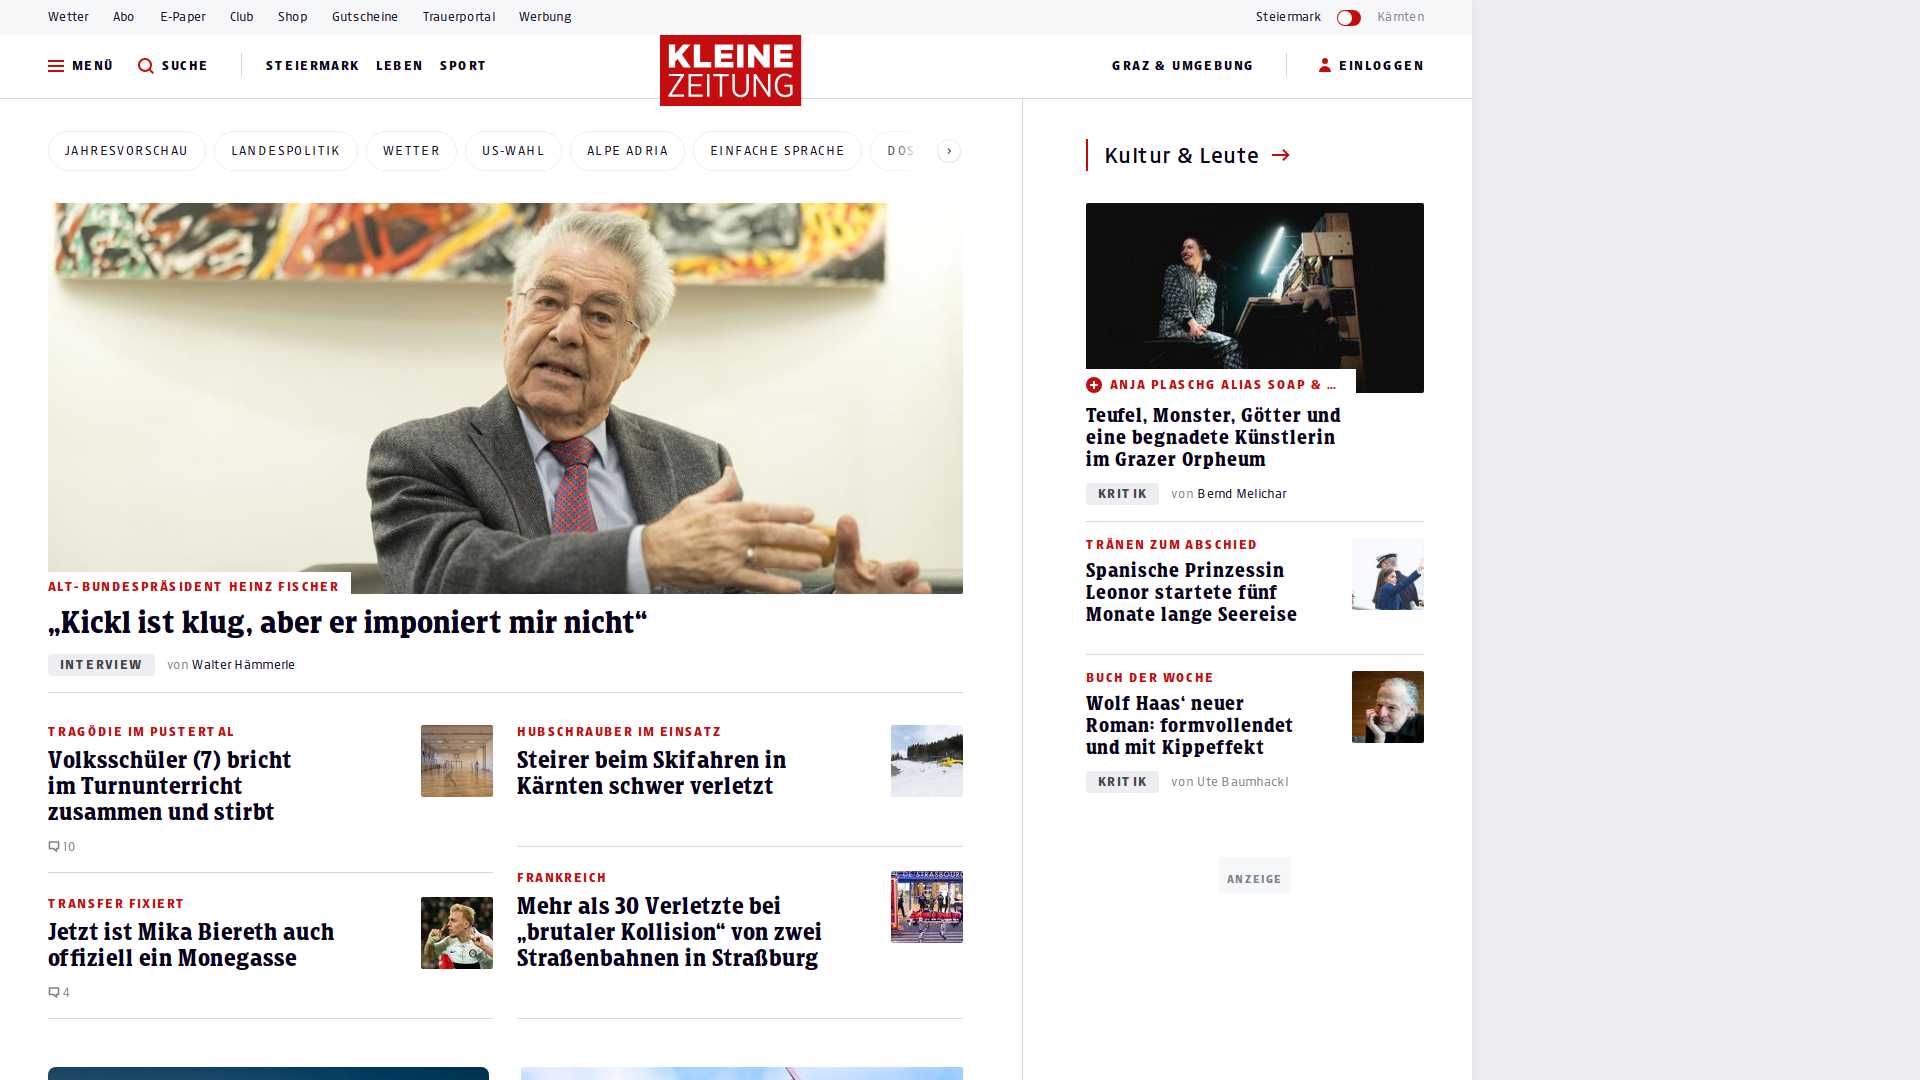 Wetter Abo E-Paper Club Shop Gutscheine Trauerportal Werbung Steiermark Kärnten
MENÜ SUCHE STEIERMARK LEBEN SPORT KLEINE ZEITUNG GRAZ & UMGEBUNG EINLOGGEN
JAHRESVORSCHAU LANDESPOLITIK WETTER US-WAHL ALPE ADRIA EINFACHE SPRACHE DOS
ALT-BUNDESPRÄSIDENT HEINZ FISCHER
„Kickl ist klug, aber er imponiert mir nicht“
INTERVIEW von Walter Hämmerle
TRAGÖDIE IM PUSTERTAL
Volksschüler (7) bricht
im Turnunterricht
zusammen und stirbt
10
TRANSFER FIXIERT
Jetzt ist Mika Biereth auch
offiziell ein Monegasse
4
HUBSCHRAUBER IM EINSATZ
Steirer beim Skifahren in
Kärnten schwer verletzt
FRANKREICH
Mehr als 30 Verletzte bei
„brutaler Kollision“ von zwei
Straßenbahnen in Straßburg
DE STRASBOURG
Kultur & Leute
ANJA PLASCHG ALIAS SOAP & …
Teufel, Monster, Götter und
eine begnadete Künstlerin
im Grazer Orpheum
KRITIK von Bernd Melichar
TRÄNEN ZUM ABSCHIED
Spanische Prinzessin
Leonor startete fünf
Monate lange Seereise
BUCH DER WOCHE
Wolf Haas‘ neuer
Roman: formvollendet
und mit Kippeffekt
KRITIK von Ute Baumhackl
ANZEIGE